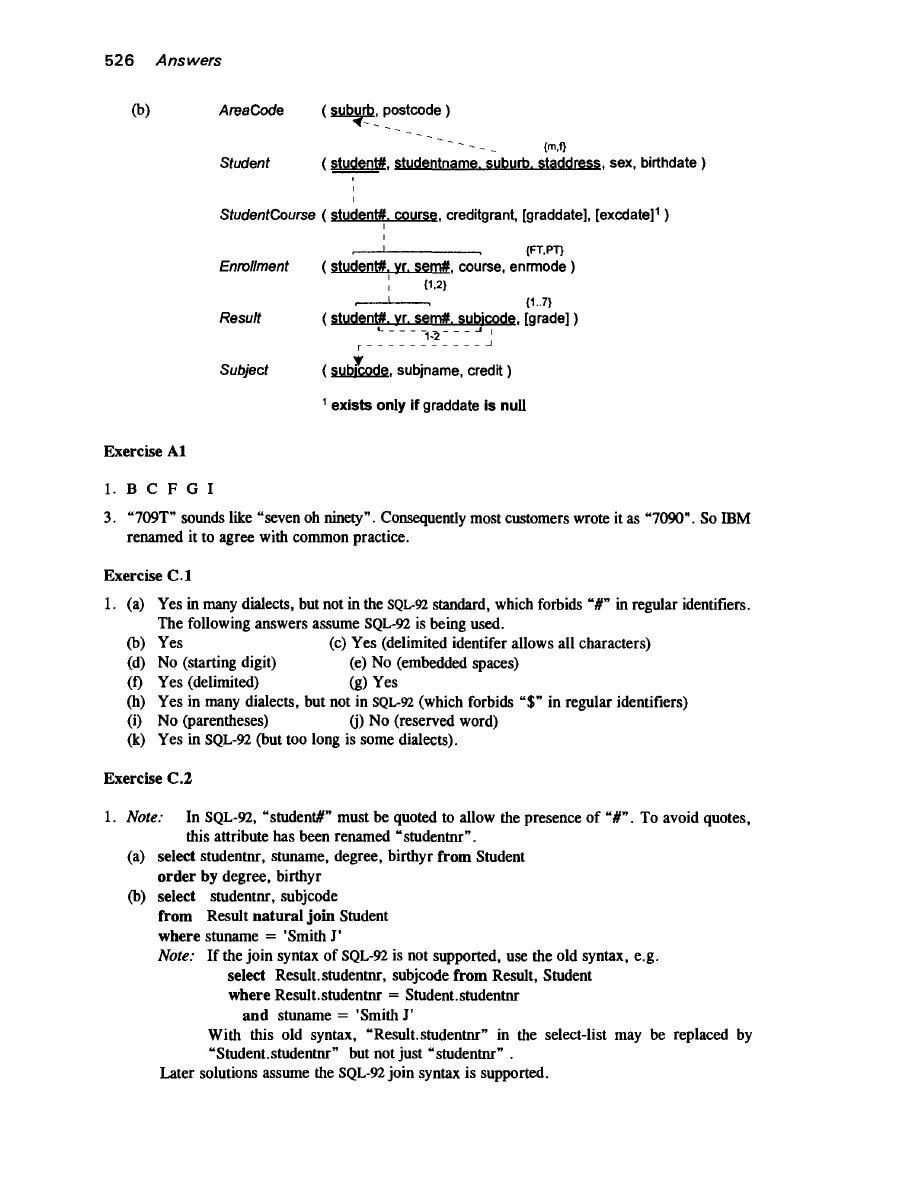 526 Answers
(b) AreaCode ( suburb, postcode )
{m,f}
Student ( student#, studentname, suburb, staddress, sex, birthdate )
StudentCourse ( student#, course, creditgrant, [graddate], [excdate]¹ )
{FT,PT}
Enrollment ( student#, yr, sem#, course, enrmode )
{1,2}
{1..7}
Result ( student#, yr, sem#, subjcode, [grade] )
1-2
Subject ( subjcode, subjname, credit )
¹ exists only if graddate is null
Exercise A1
1. B C F G I
3. “709T” sounds like “seven oh ninety”. Consequently most customers wrote it as “7090”. So IBM
renamed it to agree with common practice.
Exercise C.1
1. (a) Yes in many dialects, but not in the SQL-92 standard, which forbids “#” in regular identifiers.
The following answers assume SQL-92 is being used.
(b) Yes (c) Yes (delimited identifer allows all characters)
(d) No (starting digit) (e) No (embedded spaces)
(f) Yes (delimited) (g) Yes
(h) Yes in many dialects, but not in SQL-92 (which forbids “$” in regular identifiers)
(i) No (parentheses) (j) No (reserved word)
(k) Yes in SQL-92 (but too long is some dialects).
Exercise C.2
1. Note: In SQL-92, “student#” must be quoted to allow the presence of “#”. To avoid quotes,
this attribute has been renamed “studentnr”.
(a) select studentnr, stuname, degree, birthyr from Student
order by degree, birthyr
(b) select studentnr, subjcode
from Result natural join Student
where stuname = 'Smith J'
Note: If the join syntax of SQL-92 is not supported, use the old syntax, e.g.
select Result.studentnr, subjcode from Result, Student
where Result.studentnr = Student.studentnr
and stuname = 'Smith J'
With this old syntax, “Result.studentnr” in the select-list may be replaced by
“Student.studentnr” but not just “studentnr” .
Later solutions assume the SQL-92 join syntax is supported.